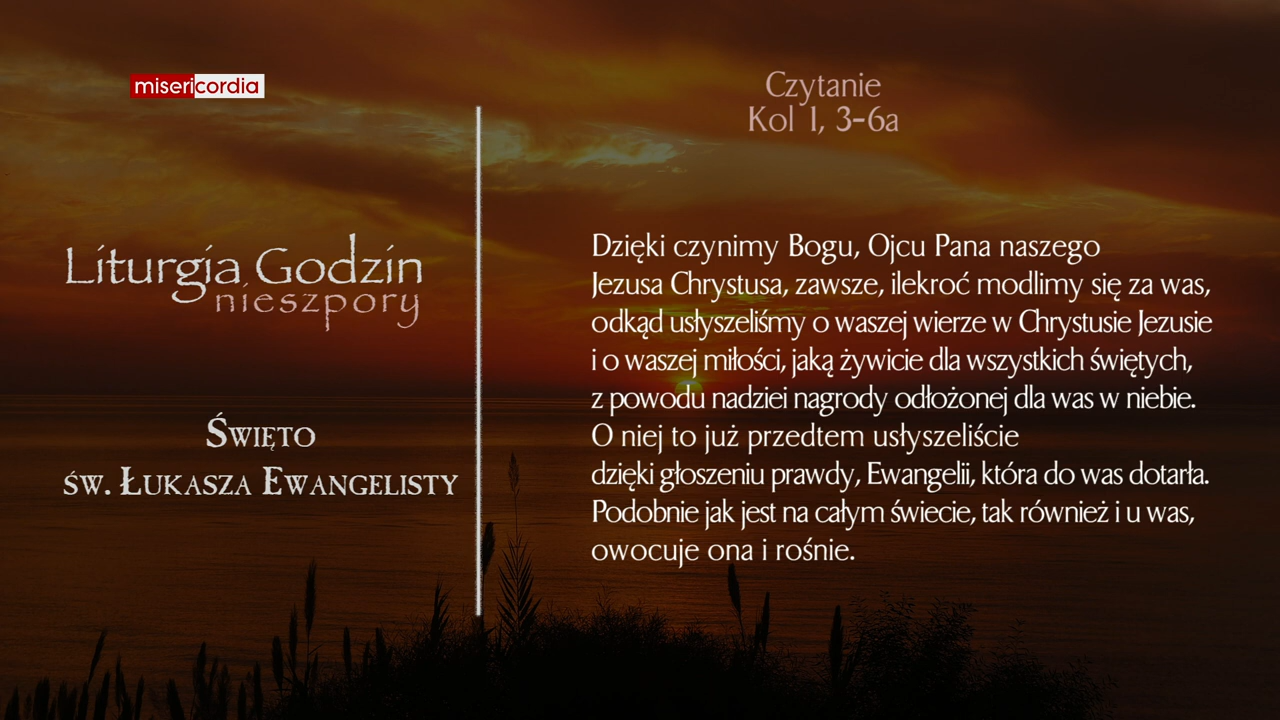 misericordia
Liturgia Godzin
nieszpory
Święto
św. Łukasza Ewangelisty
Czytanie
Kol 1, 3-6a
Dzięki czynimy Bogu, Ojcu Pana naszego
Jezusa Chrystusa, zawsze, ilekroć modlimy się za was,
odkąd usłyszeliśmy o waszej wierze w Chrystusie Jezusie
i o waszej miłości, jaką żywicie dla wszystkich świętych,
z powodu nadziei nagrody odłożonej dla was w niebie.
O niej to już przedtem usłyszeliście
dzięki głoszeniu prawdy, Ewangelii, która do was dotarła.
Podobnie jak jest na całym świecie, tak również i u was,
owocuje ona i rośnie.